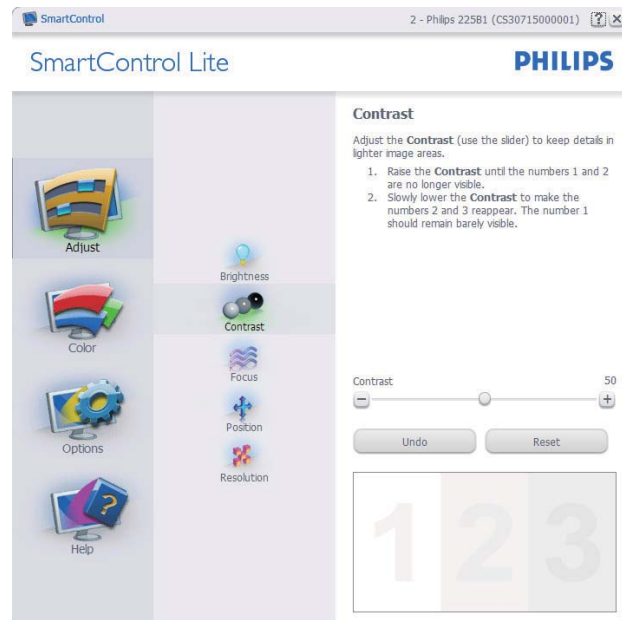 SmartControl
2 - Philips 225B1 (CS30715000001)
?
SmartControl Lite
PHILIPS
Adjust
Color
Options
?
Help
Brightness
Contrast
Focus
Position
Resolution
Contrast
Adjust the Contrast (use the slider) to keep details in
lighter image areas.
1. Raise the Contrast until the numbers 1 and 2
are no longer visible.
2. Slowly lower the Contrast to make the
numbers 2 and 3 reappear. The number 1
should remain barely visible.
Contrast 50
Undo Reset
1 2 3